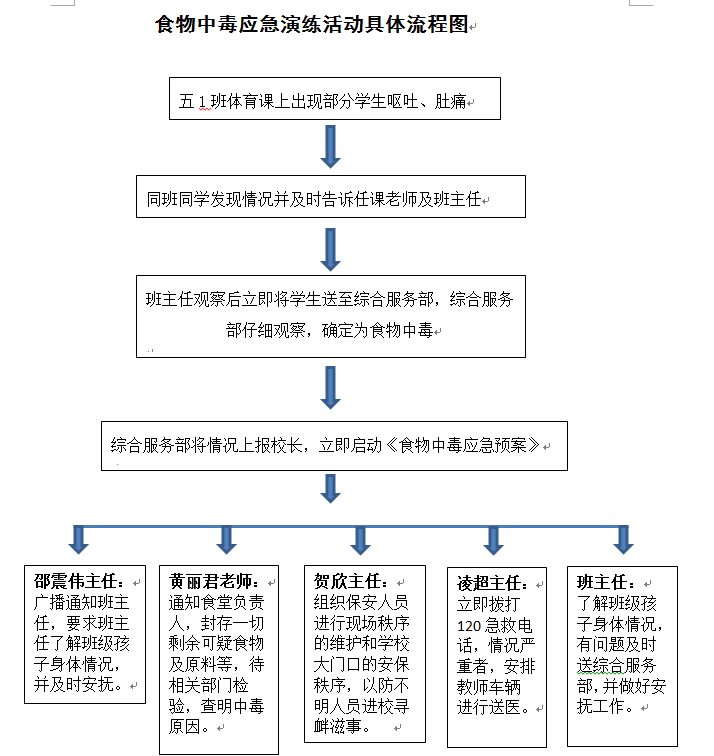 食物中毒应急演练活动具体流程图
五1班体育课上出现部分学生呕吐、肚痛
同班同学发现情况并及时告诉任课老师及班主任
班主任观察后立即将学生送至综合服务部，综合服务
部仔细观察，确定为食物中毒
综合服务部将情况上报校长，立即启动《食物中毒应急预案》
邵震伟主任：
广播通知班主
任，要求班主
任了解班级孩
子身体情况，
并及时安抚。
黄丽君老师：
通知食堂负责
人，封存一切
剩余可疑食物
及原料等，待
相关部门检
验，查明中毒
原因。
贺欣主任：
组织保安人员
进行现场秩序
的维护和学校
大门口的安保
秩序，以防不
明人员进校寻
衅滋事。
凌超主任：
立即拨打
120急救电
话，情况严
重者，安排
教师车辆
进行送医。
班主任：
了解班级孩
子身体情况，
有问题及时
送综合服务
部，并做好安
抚工作。